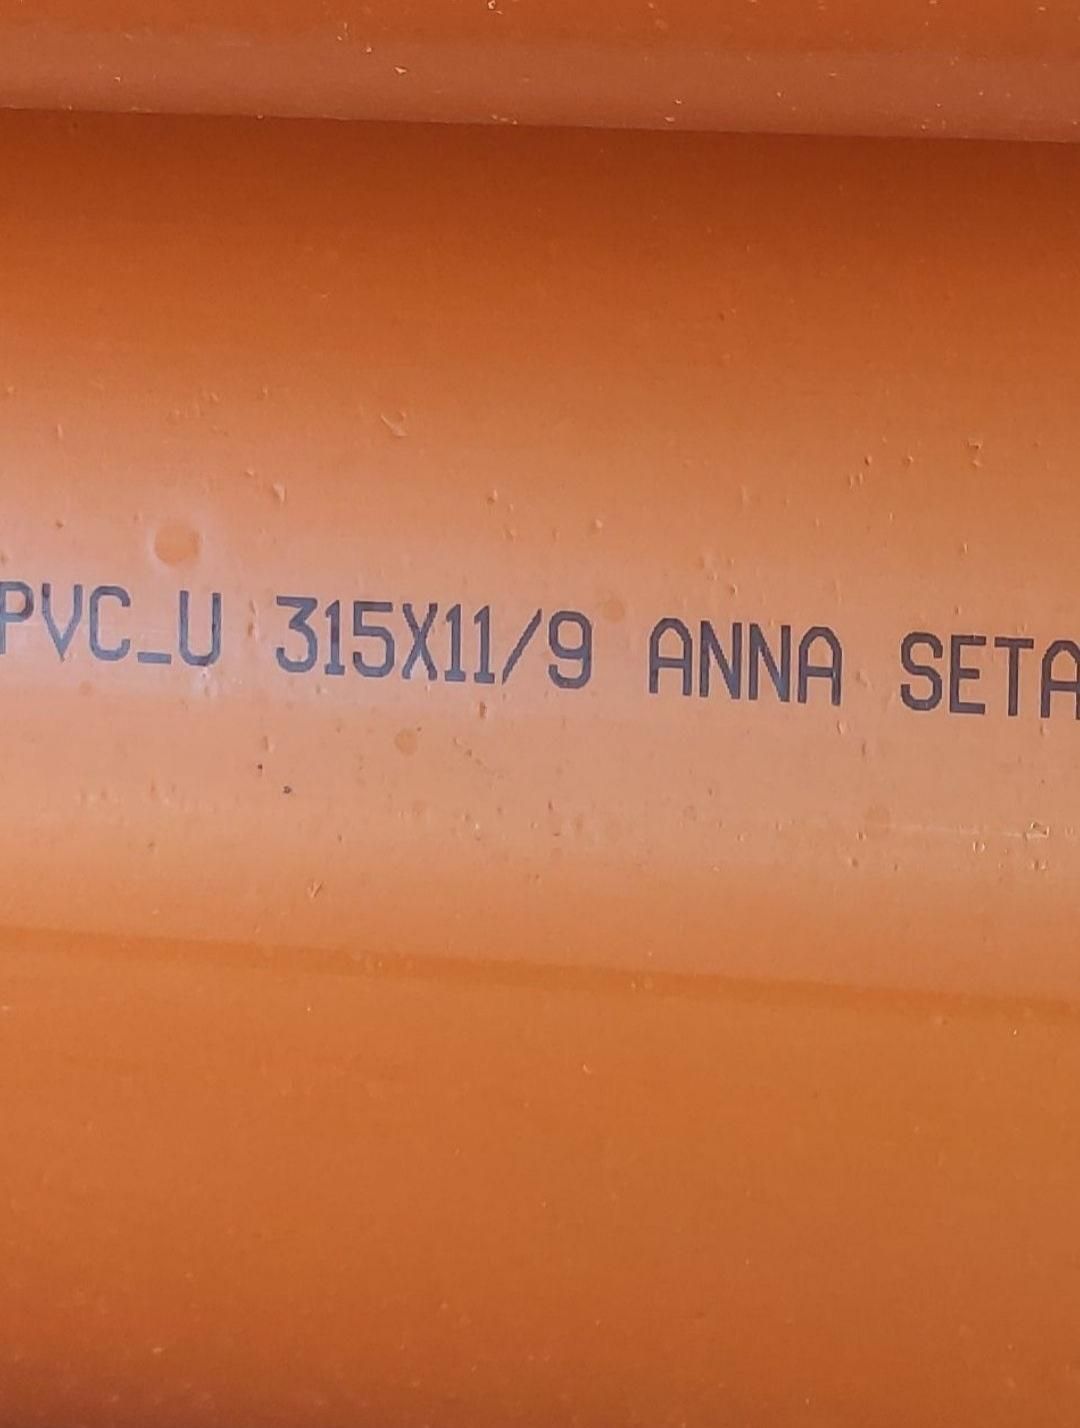 PVC_U 315X11/9 ANNA SETA